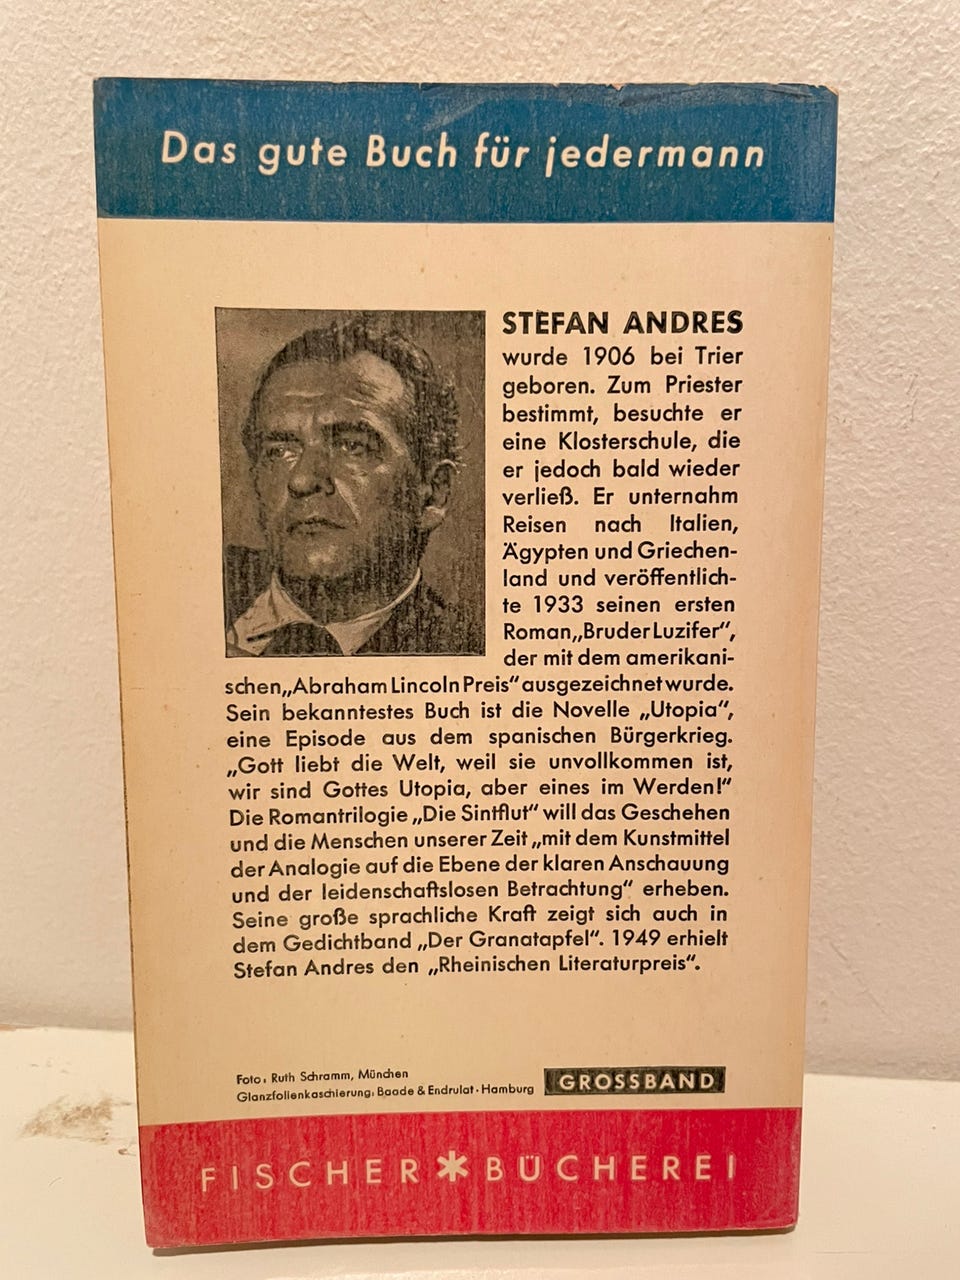 Das gute Buch für jedermann
STEFAN ANDRES
wurde 1906 bei Trier
geboren. Zum Priester
bestimmt, besuchte er
eine Klosterschule, die
er jedoch bald wieder
verließ. Er unternahm
Reisen nach Italien,
Ägypten und Griechen-
land und veröffentlich-
te 1933 seinen ersten
Roman „Bruder Luzifer“,
der mit dem amerikani-
schen „Abraham Lincoln Preis“ ausgezeichnet wurde.
Sein bekanntestes Buch ist die Novelle „Utopia“,
eine Episode aus dem spanischen Bürgerkrieg.
„Gott liebt die Welt, weil sie unvollkommen ist,
wir sind Gottes Utopia, aber eines im Werden!“
Die Romantrilogie „Die Sintflut“ will das Geschehen
und die Menschen unserer Zeit „mit dem Kunstmittel
der Analogie auf die Ebene der klaren Anschauung
und der leidenschaftslosen Betrachtung“ erheben.
Seine große sprachliche Kraft zeigt sich auch in
dem Gedichtband „Der Granatapfel“. 1949 erhielt
Stefan Andres den „Rheinischen Literaturpreis“.
Foto: Ruth Schramm, München
Glanzfolienkaschierung: Baade & Endrulat · Hamburg
GROSSBAND
FISCHER * BÜCHEREI